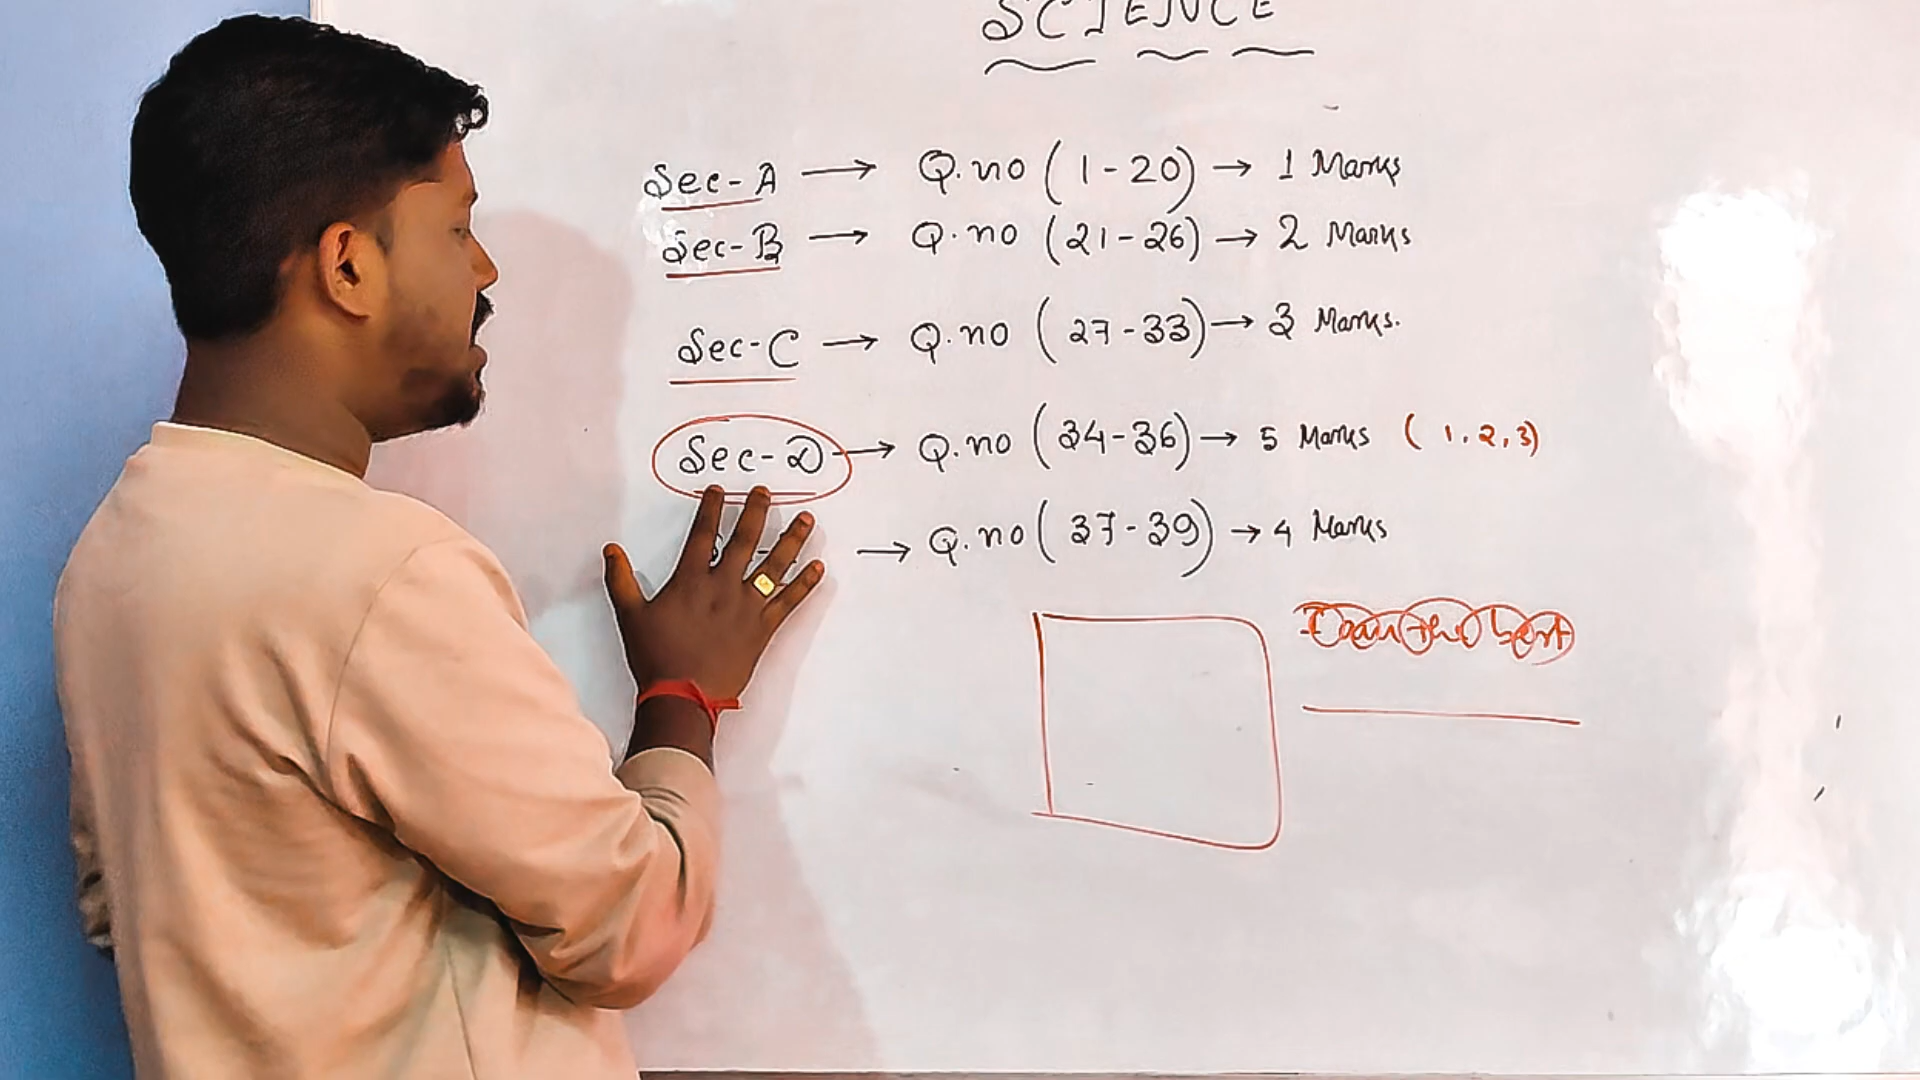 SCIENCE
Sec-A → Q.no (1-20) → 1 Marks
Sec-B → Q.no (21-26) → 2 Marks
Sec-C → Q.no (27-33) → 3 Marks.
Sec-D → Q.no (34-36) → 5 Marks (1,2,3)
→ Q.no (37-39) → 4 Marks